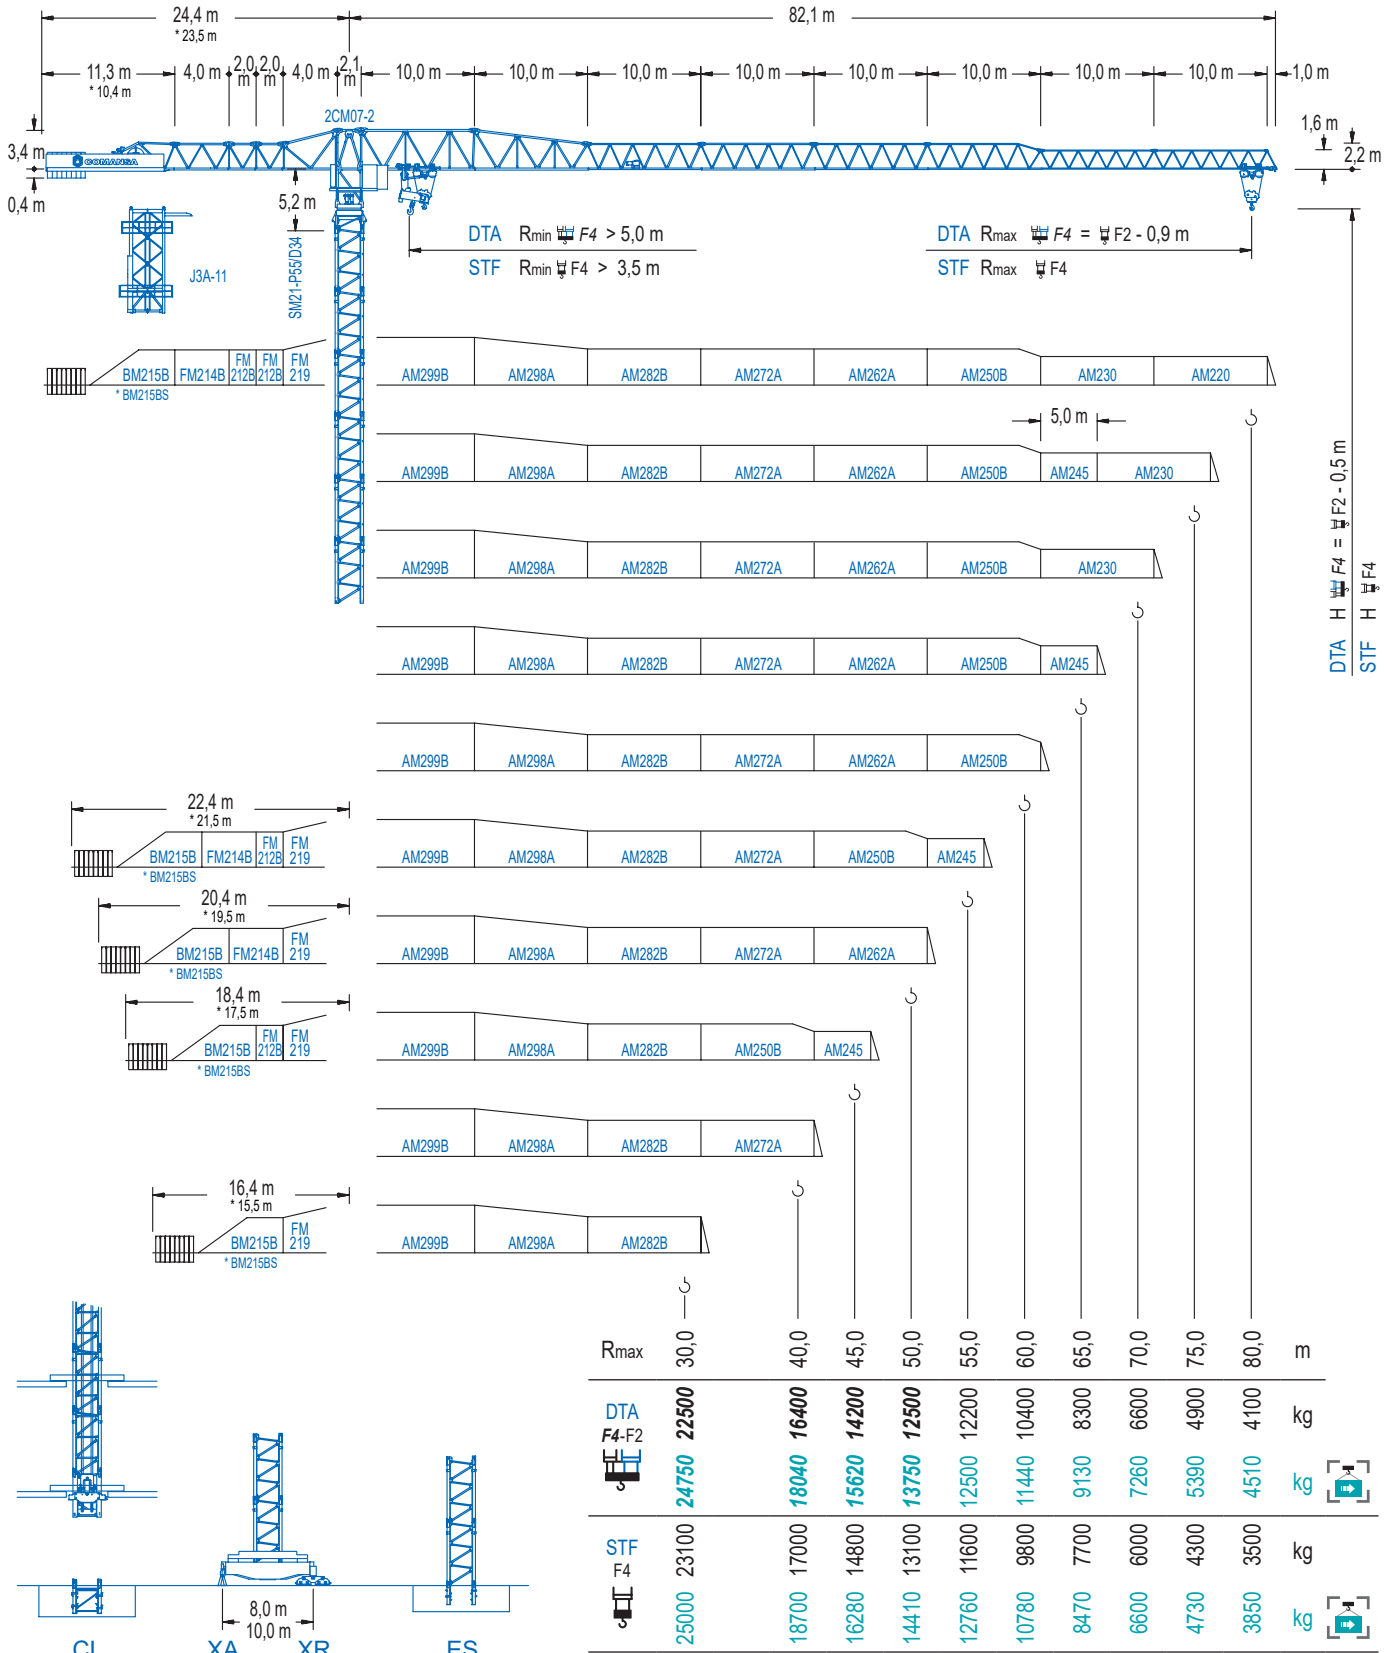 24,4 m 82,1 m
* 23,5 m
11,3 m 4,0 m 2,0 m 2,0 m 4,0 m 2,1 m 10,0 m 10,0 m 10,0 m 10,0 m 10,0 m 10,0 m 10,0 m 10,0 m 1,0 m
* 10,4 m
2CM07-2
3,4 m COMANSA 1,6 m
2,2 m
0,4 m 5,2 m
DTA Rmin F4 > 5,0 m DTA Rmax F4 = F2 - 0,9 m
STF Rmin F4 > 3,5 m STF Rmax F4
J3A-11
SM21-P55/D34
BM215B FM214B FM 212B FM 212B FM 219 AM299B AM298A AM282B AM272A AM262A AM250B AM230 AM220
* BM215BS
5,0 m
AM299B AM298A AM282B AM272A AM262A AM250B AM245 AM230
DTA H F4 = F2 - 0,5 m
STF H F4
AM299B AM298A AM282B AM272A AM262A AM250B AM230
AM299B AM298A AM282B AM272A AM262A AM250B AM245
AM299B AM298A AM282B AM272A AM262A AM250B
22,4 m
* 21,5 m
BM215B FM214B FM 212B FM 219 AM299B AM298A AM282B AM272A AM250B AM245
* BM215BS
20,4 m
* 19,5 m
BM215B FM214B FM 219 AM299B AM298A AM282B AM272A AM262A
* BM215BS
18,4 m
* 17,5 m
BM215B FM 212B FM 219 AM299B AM298A AM282B AM250B AM245
* BM215BS
AM299B AM298A AM282B AM272A
16,4 m
* 15,5 m
BM215B FM 219 AM299B AM298A AM282B
* BM215BS
Rmax 30,0 40,0 45,0 50,0 55,0 60,0 65,0 70,0 75,0 80,0 m
DTA 22500 16400 14200 12500 12200 10400 8300 6600 4900 4100 kg
F4-F2
24750 18040 15620 13750 12500 11440 9130 7260 5390 4510 kg
STF 23100 17000 14800 13100 11600 9800 7700 6000 4300 3500 kg
F4
25000 18700 16280 14410 12760 10780 8470 6600 4730 3850 kg
8,0 m
10,0 m
CL XA XR ES